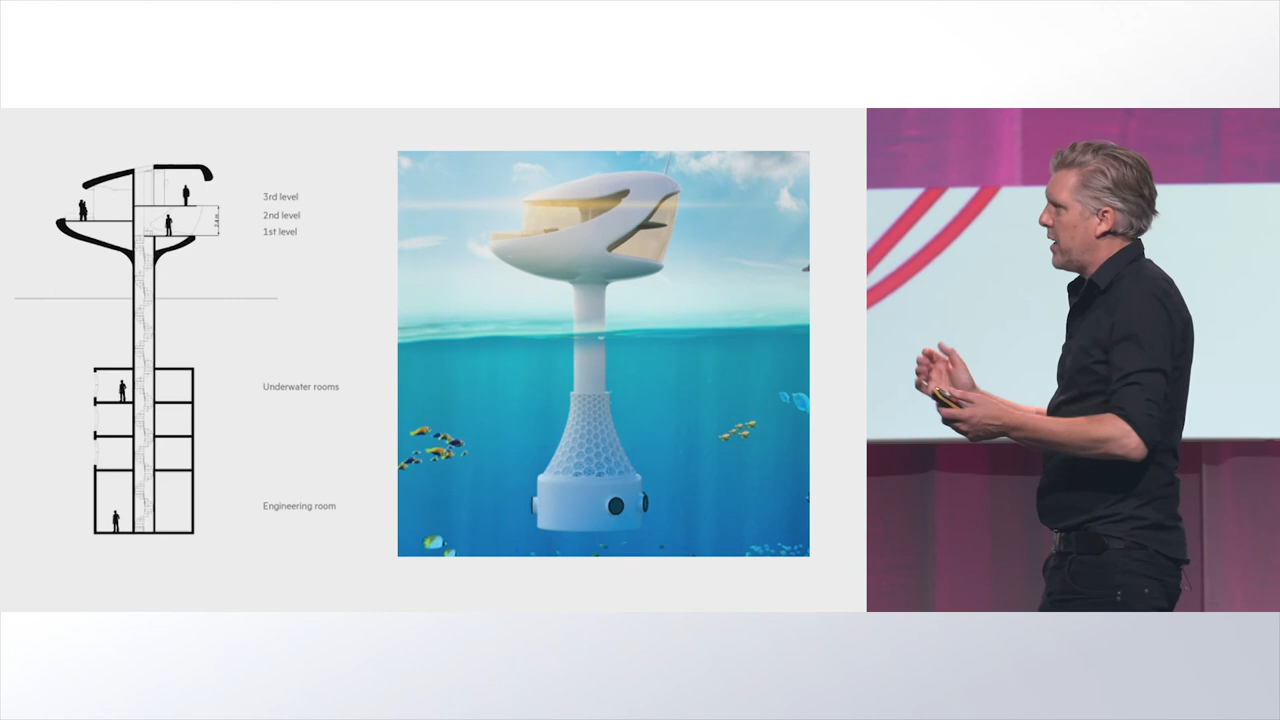 3rd level
2nd level
1st level
Underwater rooms
Engineering room